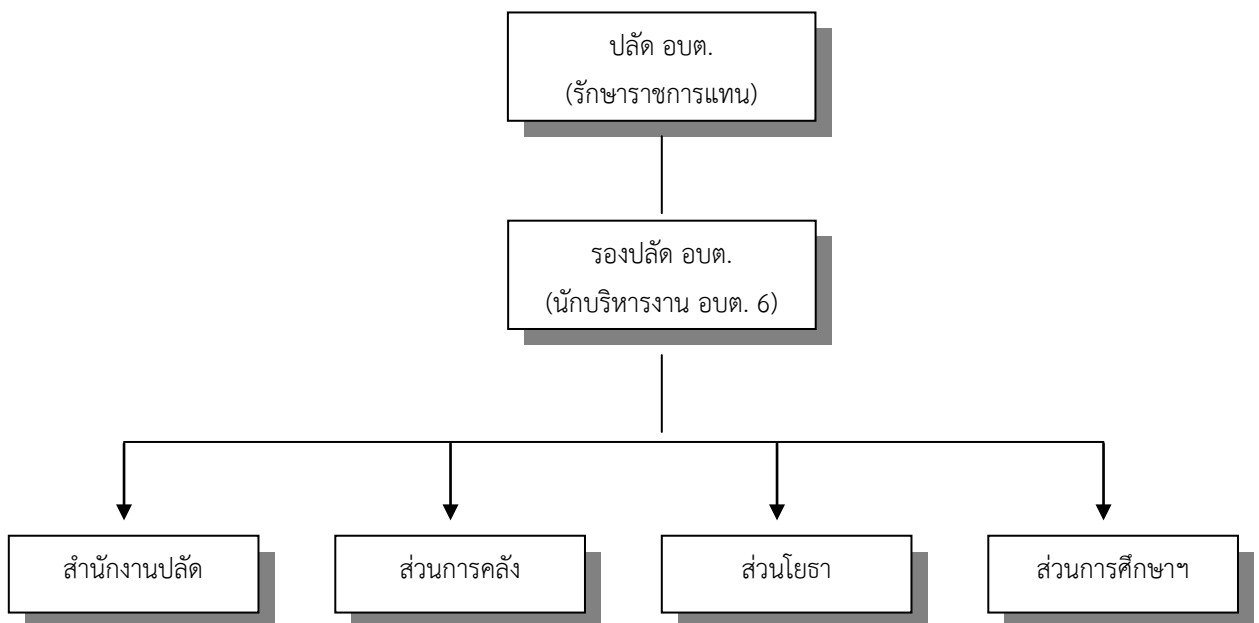 ปลัด อบต.
(รักษาราชการแทน)
รองปลัด อบต.
(นักบริหารงาน อบต. 6)
สำนักงานปลัด
ส่วนการคลัง
ส่วนโยธา
ส่วนการศึกษาฯ